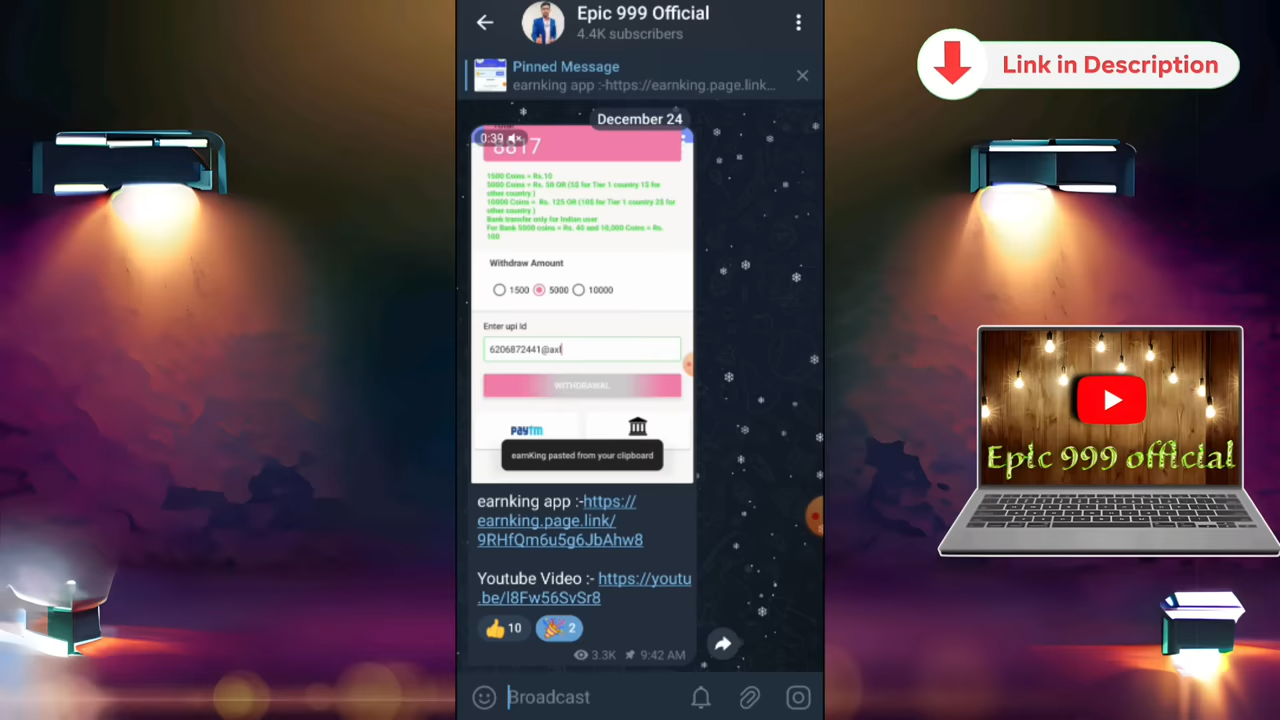 Epic 999 Official
4.4K subscribers
Pinned Message
earnking app :-https://earnking.page.link...
December 24
0:39
8817
1500 Coins = Rs.10
5000 Coins = Rs. 50 OR (5$ for Tier 1 country 1$ for
other country )
10000 Coins = Rs. 125 OR (10$ for Tier 1 country 2$ for
other country )
Bank transfer only for Indian user
For Bank 5000 coins = Rs. 40 and 10,000 Coins = Rs.
100
Withdraw Amount
1500
5000
10000
Enter upi Id
6206872441@axl
WITHDRAWAL
paytm
earnKing pasted from your clipboard
earnking app :-https://
earnking.page.link/
9RHfQm6u5g6JbAhw8
Youtube Video :- https://youtu
.be/l8Fw56SvSr8
10
2
3.3K
9:42 AM
Broadcast
Link in Description
Epic 999 official